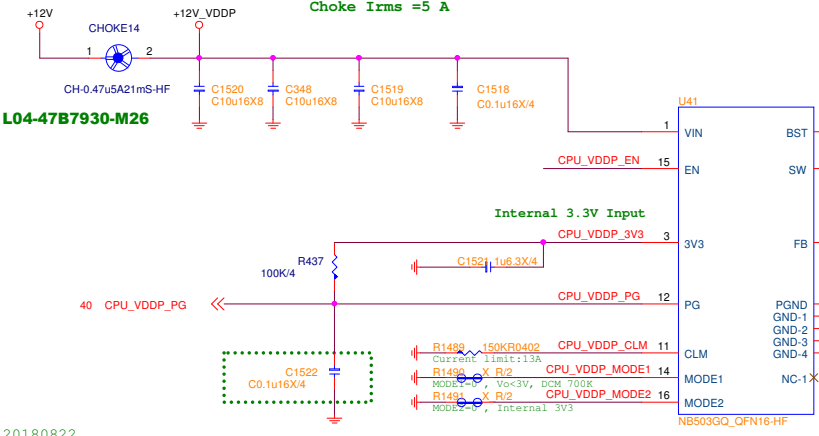 Choke Irms =5 A
+12V
+12V_VDDP
CHOKE14
1 2
CH-0.47u5A21mS-HF
L04-47B7930-M26
C1520
C10u16X8
C348
C10u16X8
C1519
C10u16X8
C1518
C0.1u16X/4
U41
1 VIN BST
CPU_VDDP_EN 15 EN SW
Internal 3.3V Input
CPU_VDDP_3V3 3 3V3 FB
R437
100K/4
C1521 1u6.3X/4
40 CPU_VDDP_PG
CPU_VDDP_PG 12 PG PGND
GND-1
GND-2
GND-3
GND-4
R1489 150KR0402 CPU_VDDP_CLM 11 CLM
Current limit:13A
R1490 X_R/2 CPU_VDDP_MODE1 14 MODE1 NC-1
MODE1=0 , Vo<3V, DCM 700K
R1491 X_R/2 CPU_VDDP_MODE2 16 MODE2
MODE2=0 , Internal 3V3
C1522
C0.1u16X/4
NB503GQ_QFN16-HF
20180822